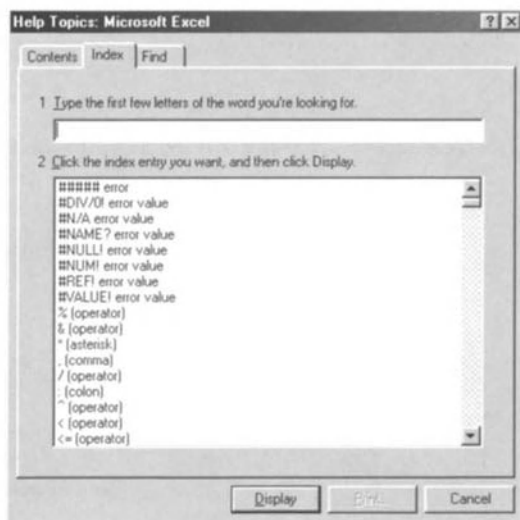 Help Topics: Microsoft Excel
Contents Index Find
1 Type the first few letters of the word you're looking for.
2 Click the index entry you want, and then click Display.
##### error
#DIV/0! error value
#N/A error value
#NAME? error value
#NULL! error value
#NUM! error value
#REF! error value
#VALUE! error value
% (operator)
& (operator)
* (asterisk)
, (comma)
/ (operator)
: (colon)
^ (operator)
< (operator)
<= (operator)
Display Cancel